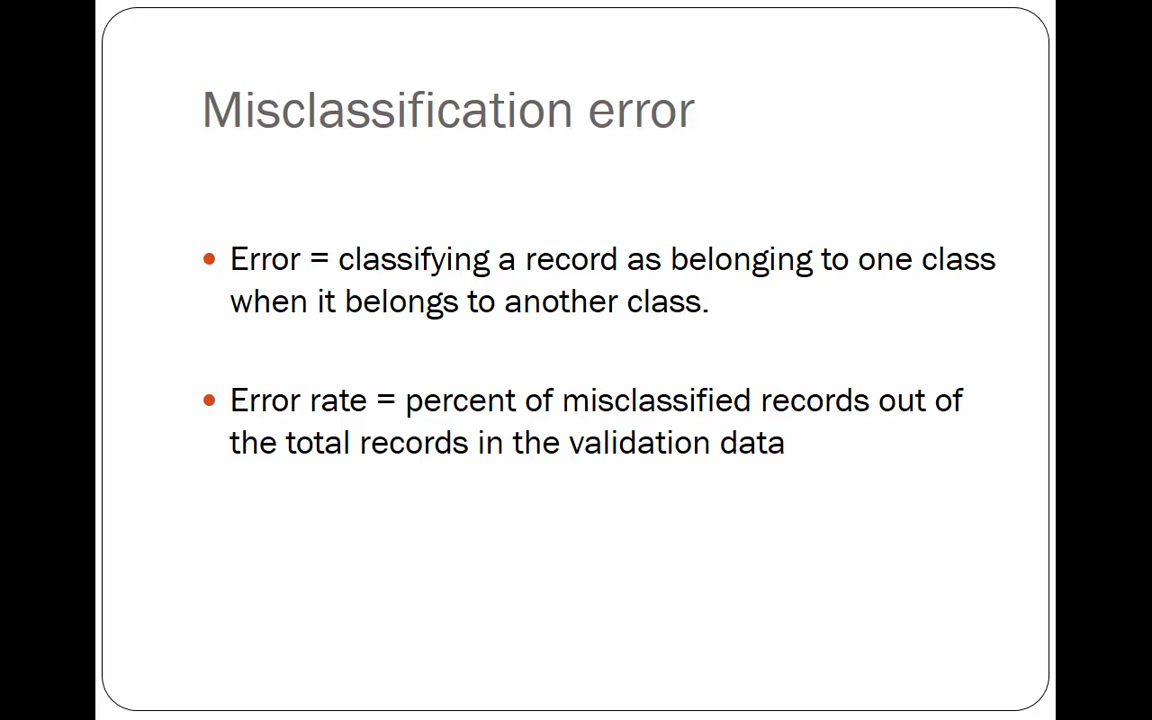 Misclassification error
• Error = classifying a record as belonging to one class
when it belongs to another class.
• Error rate = percent of misclassified records out of
the total records in the validation data